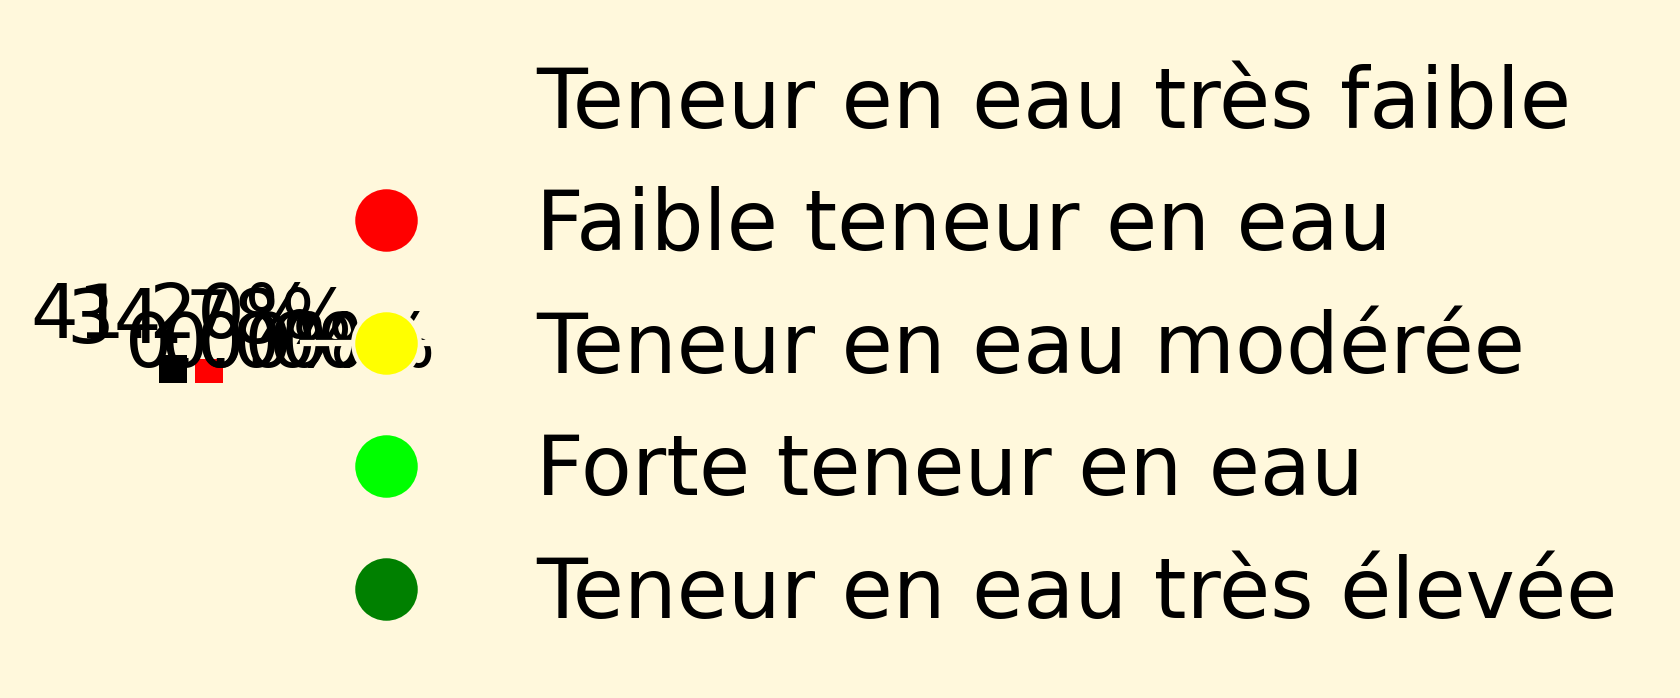 Teneur en eau très faible
Faible teneur en eau
Teneur en eau modérée
Forte teneur en eau
Teneur en eau très élevée